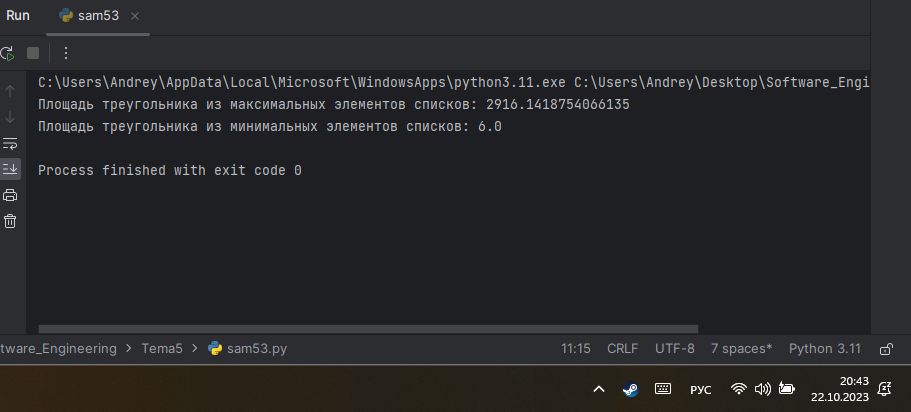 Run sam53
C:\Users\Andrey\AppData\Local\Microsoft\WindowsApps\python3.11.exe C:\Users\Andrey\Desktop\Software_Engi
Площадь треугольника из максимальных элементов списков: 2916.1418754066135
Площадь треугольника из минимальных элементов списков: 6.0
Process finished with exit code 0
tware_Engineering > Tema5 > sam53.py 11:15 CRLF UTF-8 7 spaces* Python 3.11
РУС 20:43
22.10.2023